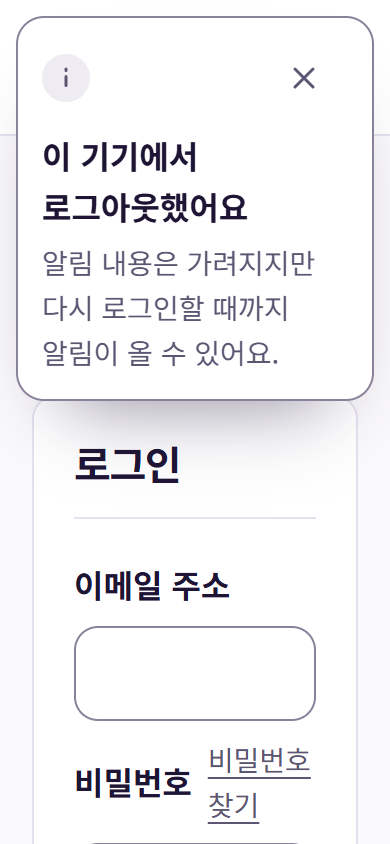 이 기기에서
로그아웃했어요
알림 내용은 가려지지만
다시 로그인할 때까지
알림이 올 수 있어요.
로그인
이메일 주소
비밀번호
비밀번호
찾기